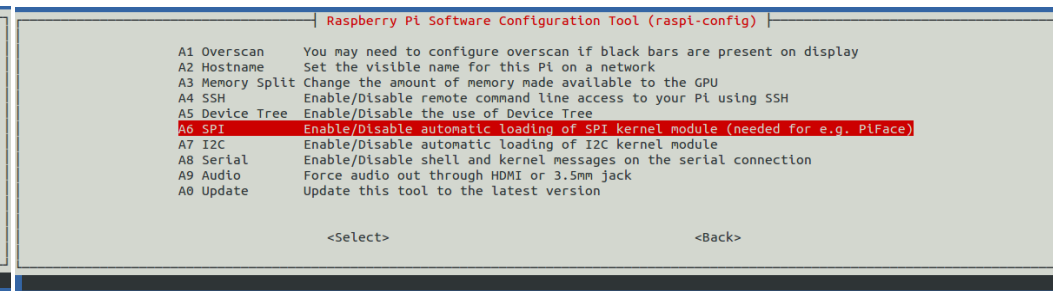 Raspberry Pi Software Configuration Tool (raspi-config)
A1 Overscan You may need to configure overscan if black bars are present on display
A2 Hostname Set the visible name for this Pi on a network
A3 Memory Split Change the amount of memory made available to the GPU
A4 SSH Enable/Disable remote command line access to your Pi using SSH
A5 Device Tree Enable/Disable the use of Device Tree
A6 SPI Enable/Disable automatic loading of SPI kernel module (needed for e.g. PiFace)
A7 I2C Enable/Disable automatic loading of I2C kernel module
A8 Serial Enable/Disable shell and kernel messages on the serial connection
A9 Audio Force audio out through HDMI or 3.5mm jack
A0 Update Update this tool to the latest version
<Select> <Back>